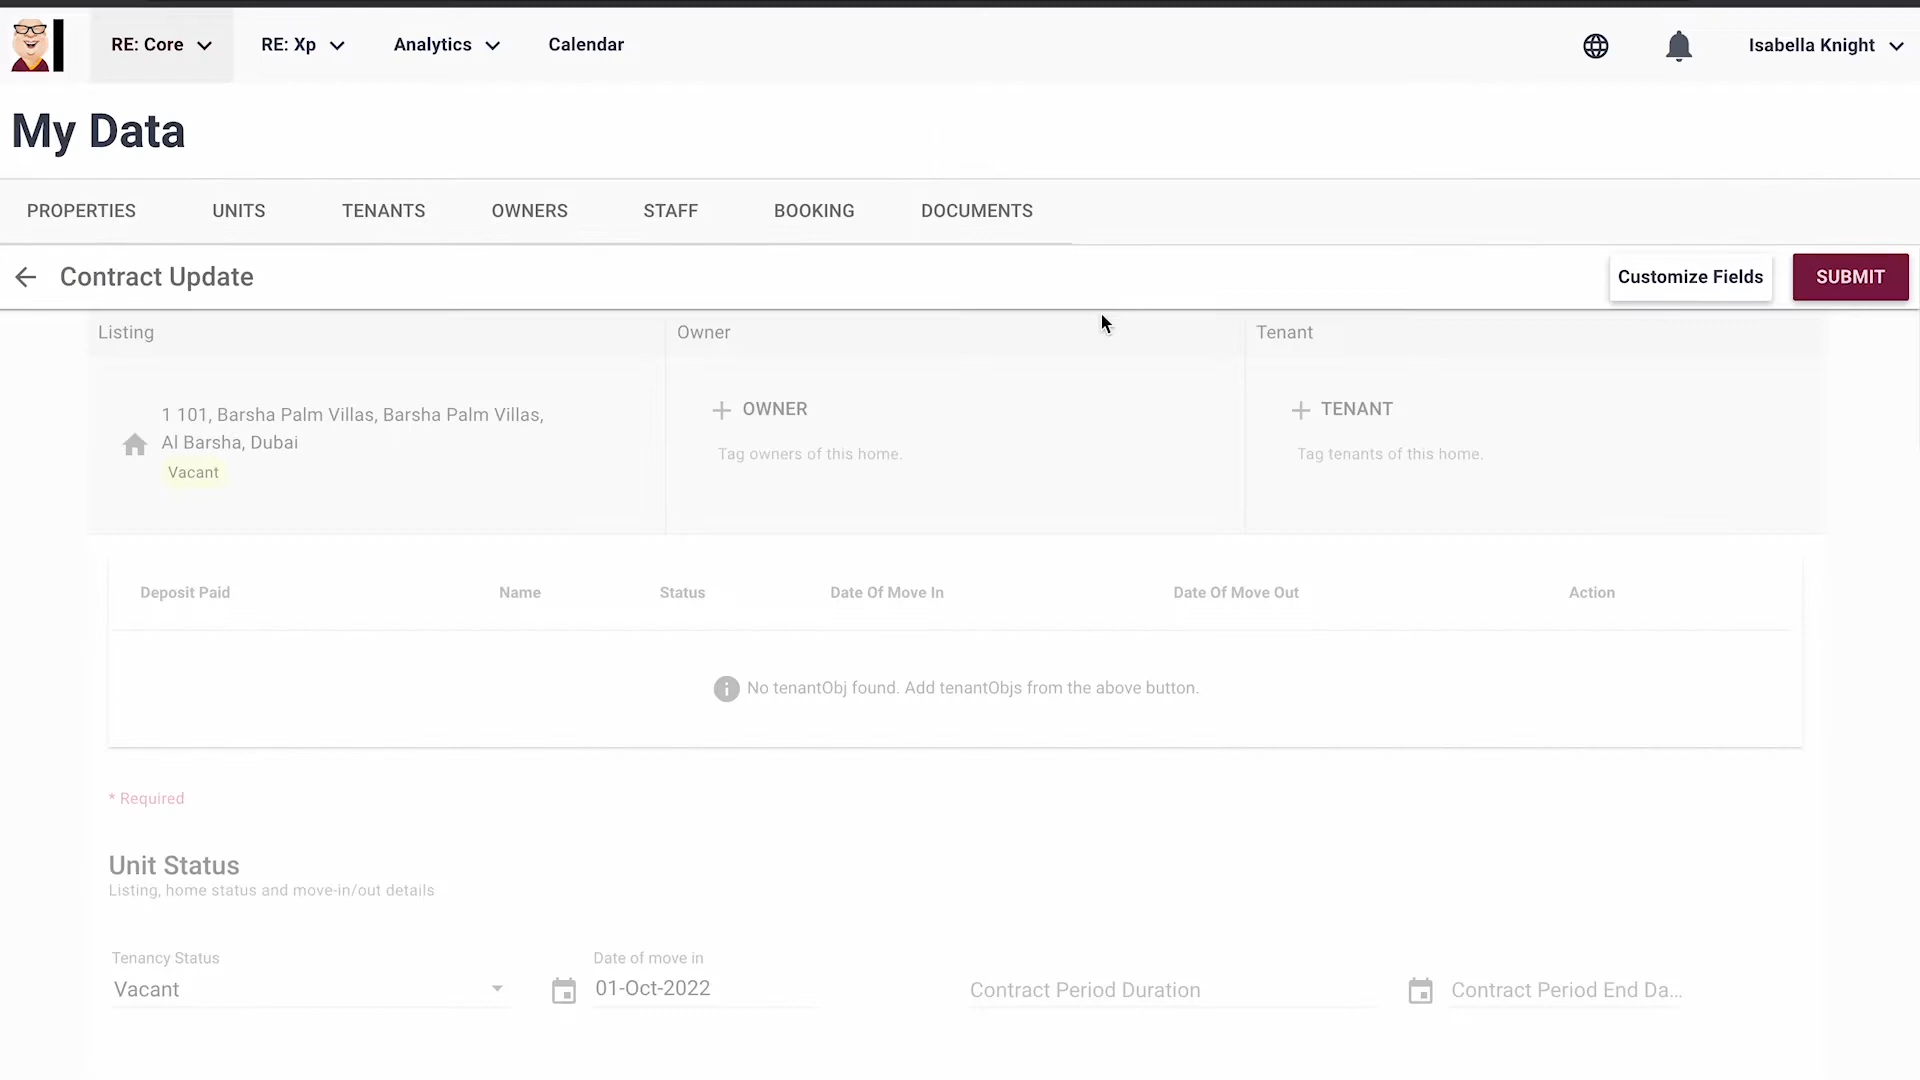 RE: Core
RE: Xp
Analytics
Calendar
Isabella Knight
My Data
PROPERTIES
UNITS
TENANTS
OWNERS
STAFF
BOOKING
DOCUMENTS
Contract Update
Customize Fields
SUBMIT
Listing
Owner
Tenant
1 101, Barsha Palm Villas, Barsha Palm Villas,
Al Barsha, Dubai
Vacant
OWNER
Tag owners of this home.
TENANT
Tag tenants of this home.
Deposit Paid
Name
Status
Date Of Move In
Date Of Move Out
Action
No tenantObj found. Add tenantObjs from the above button.
* Required
Unit Status
Listing, home status and move-in/out details
Tenancy Status
Vacant
Date of move in
01-Oct-2022
Contract Period Duration
Contract Period End Da...